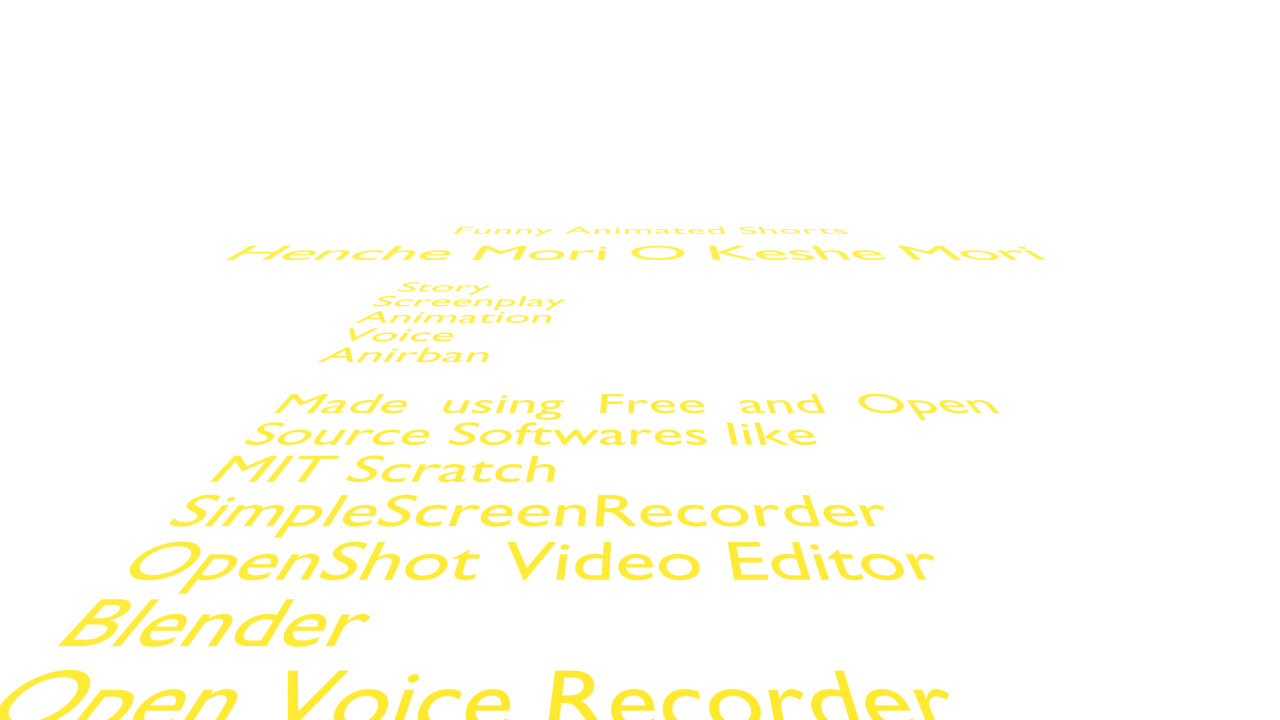 Funny Animated Shorts
Henche Mori O Keshe Mori
Story
Screenplay
Animation
Voice
Anirban
Made using Free and Open
Source Softwares like
MIT Scratch
SimpleScreenRecorder
OpenShot Video Editor
Blender
Open Voice Recorder